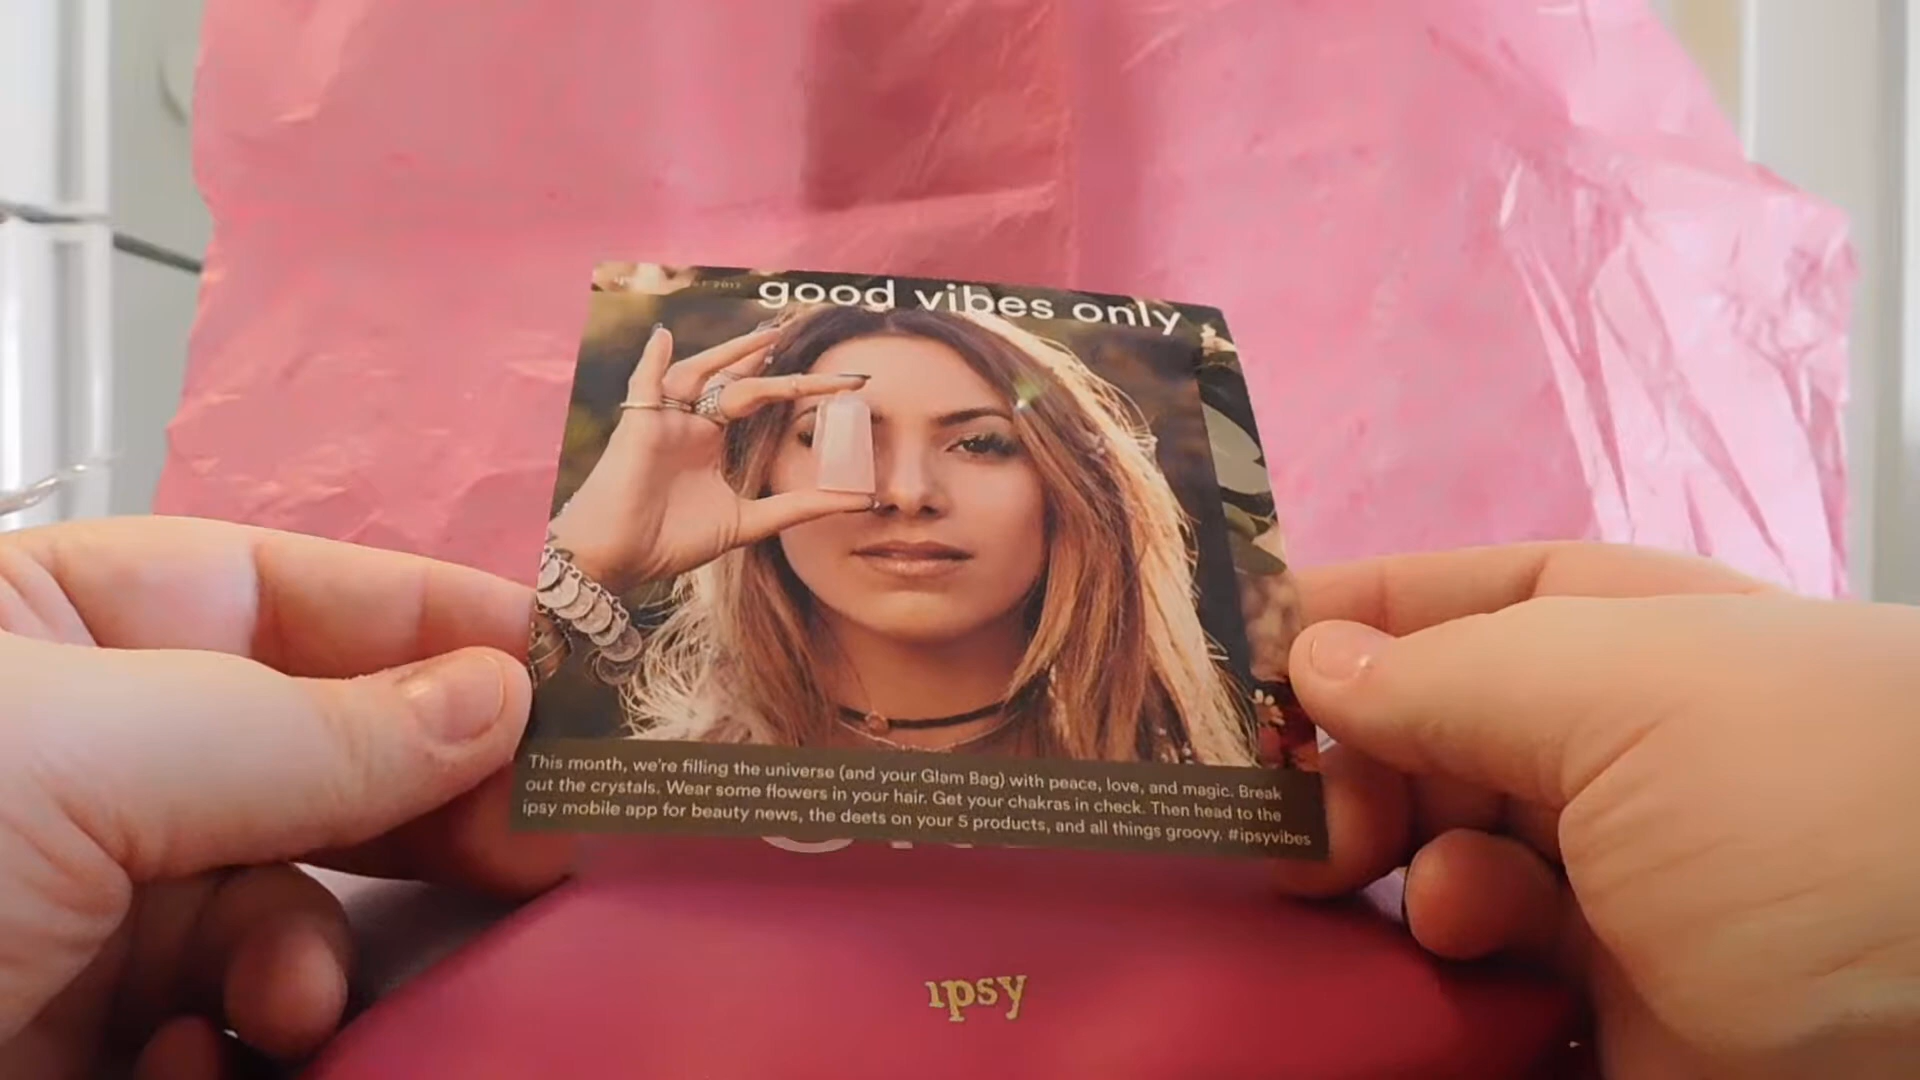 2017
good vibes only
This month, we're filling the universe (and your Glam Bag) with peace, love, and magic. Break
out the crystals. Wear some flowers in your hair. Get your chakras in check. Then head to the
ipsy mobile app for beauty news, the deets on your 5 products, and all things groovy. #ipsyvibes
ıpsy